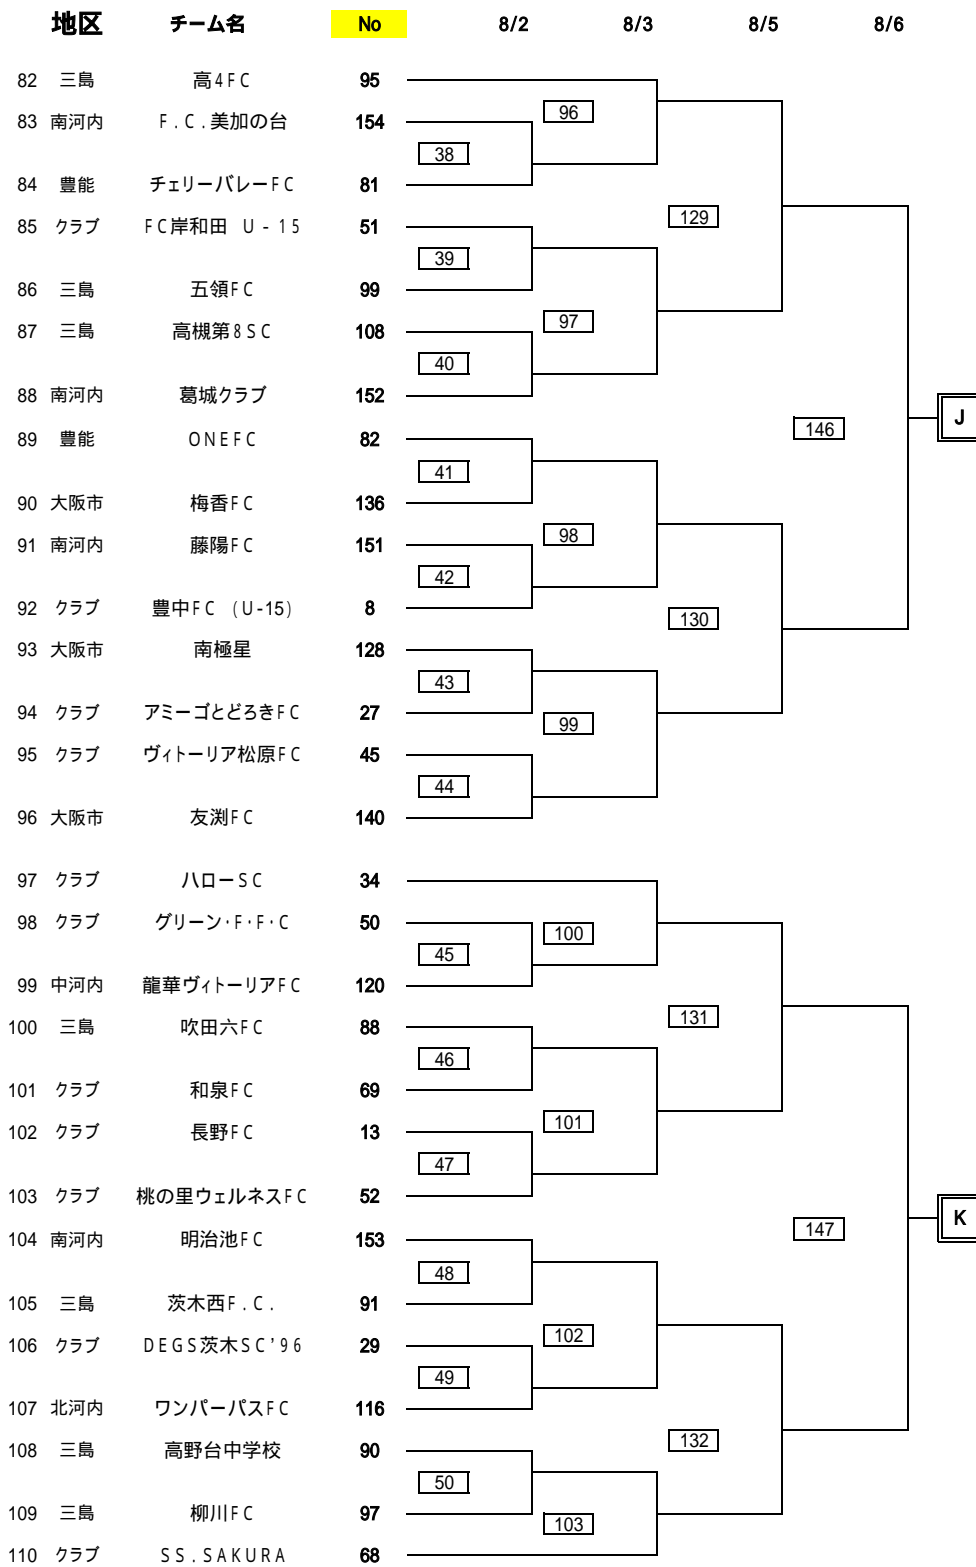 地区 チーム名 No 8/2 8/3 8/5 8/6
82 三島 高4FC 95
96
83 南河内 F.C.美加の台 154
38
84 豊能 チェリーバレーFC 81
129
85 クラブ FC岸和田 U-15 51
39
86 三島 五領FC 99
97
87 三島 高槻第8SC 108
40
88 南河内 葛城クラブ 152
J
146
89 豊能 ONEFC 82
41
90 大阪市 梅香FC 136
98
91 南河内 藤陽FC 151
42
92 クラブ 豊中FC (U-15) 8
130
93 大阪市 南極星 128
43
94 クラブ アミーゴとどろきFC 27
99
95 クラブ ヴィトーリア松原FC 45
44
96 大阪市 友渕FC 140
97 クラブ ハローSC 34
98 クラブ グリーン・F・F・C 50
100
45
99 中河内 龍華ヴィトーリアFC 120
131
100 三島 吹田六FC 88
46
101 クラブ 和泉FC 69
101
102 クラブ 長野FC 13
47
103 クラブ 桃の里ウェルネスFC 52
K
147
104 南河内 明治池FC 153
48
105 三島 茨木西F.C. 91
102
106 クラブ DEGS茨木SC'96 29
49
107 北河内 ワンパーパスFC 116
132
108 三島 高野台中学校 90
50
109 三島 柳川FC 97
103
110 クラブ SS.SAKURA 68